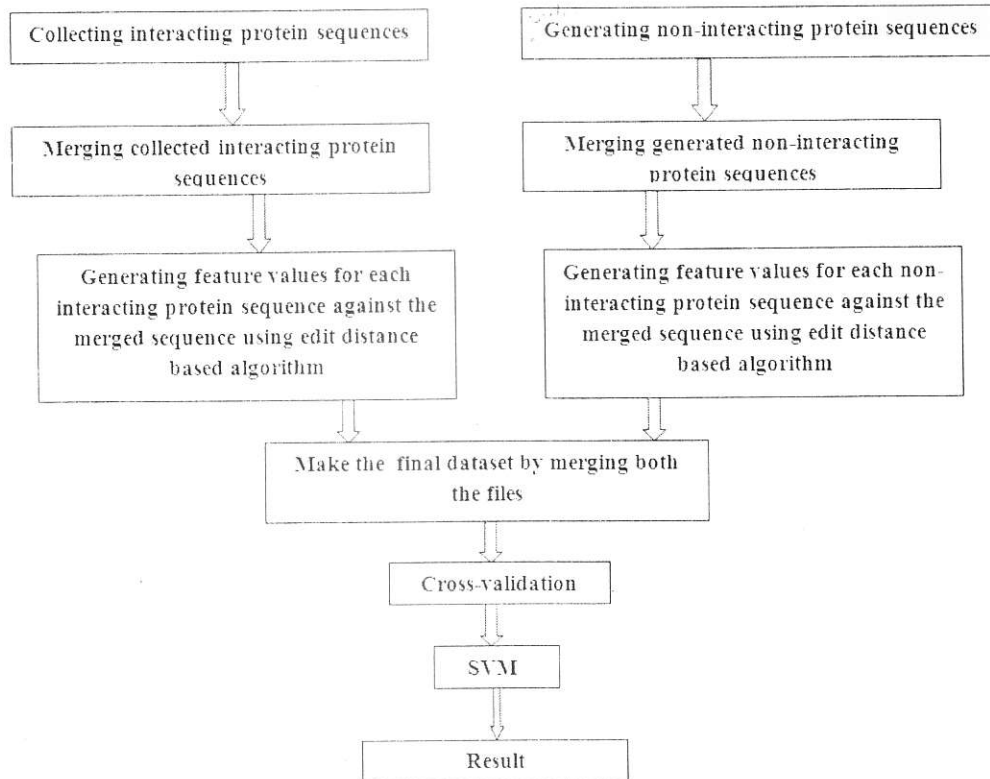 Collecting interacting protein sequences
Generating non-interacting protein sequences
Merging collected interacting protein
sequences
Merging generated non-interacting
protein sequences
Generating feature values for each
interacting protein sequence against the
merged sequence using edit distance
based algorithm
Generating feature values for each non-
interacting protein sequence against the
merged sequence using edit distance
based algorithm
Make the final dataset by merging both
the files
Cross-validation
SVM
Result